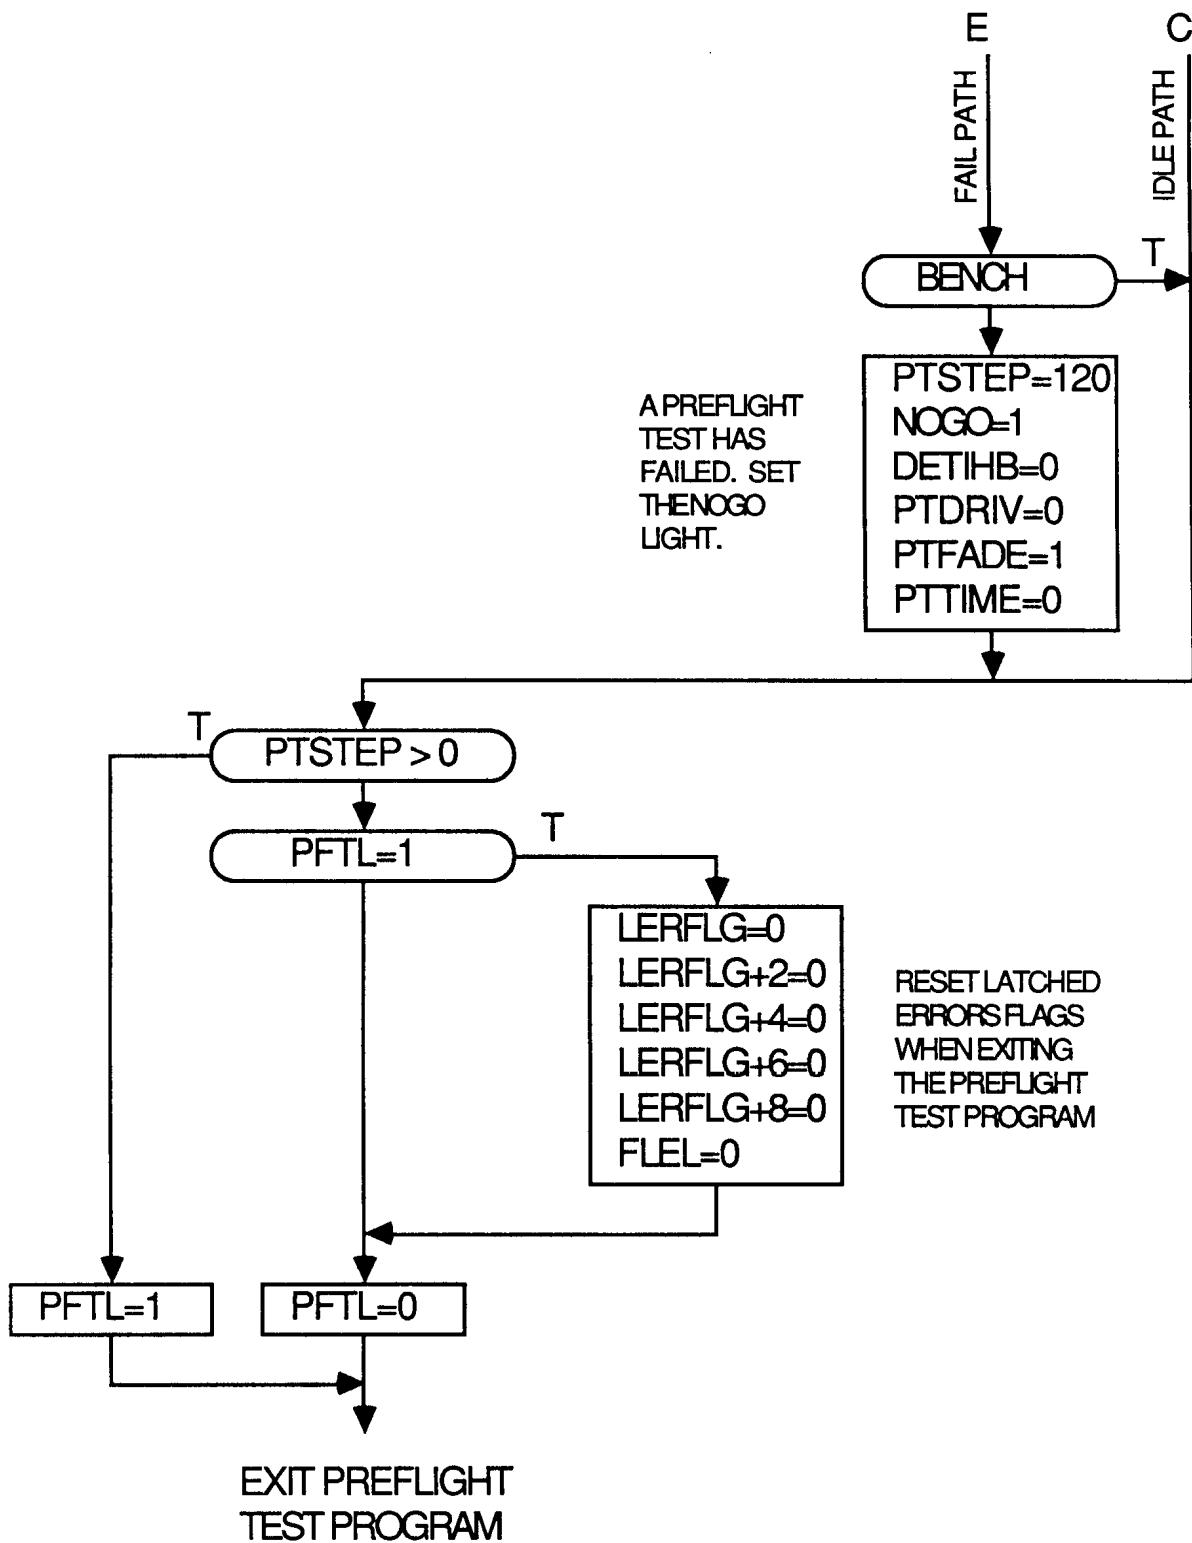 E
C
FAIL PATH
IDLE PATH
BENCH
T
A PREFLIGHT
TEST HAS
FAILED. SET
THE NOGO
LIGHT.
PTSTEP=120
NOGO=1
DETIHB=0
PTDRIV=0
PTFADE=1
PTTIME=0
T
PTSTEP > 0
PFTL=1
T
LERFLG=0
LERFLG+2=0
LERFLG+4=0
LERFLG+6=0
LERFLG+8=0
FLEL=0
RESET LATCHED
ERRORS FLAGS
WHEN EXITING
THE PREFLIGHT
TEST PROGRAM
PFTL=1
PFTL=0
EXIT PREFLIGHT
TEST PROGRAM